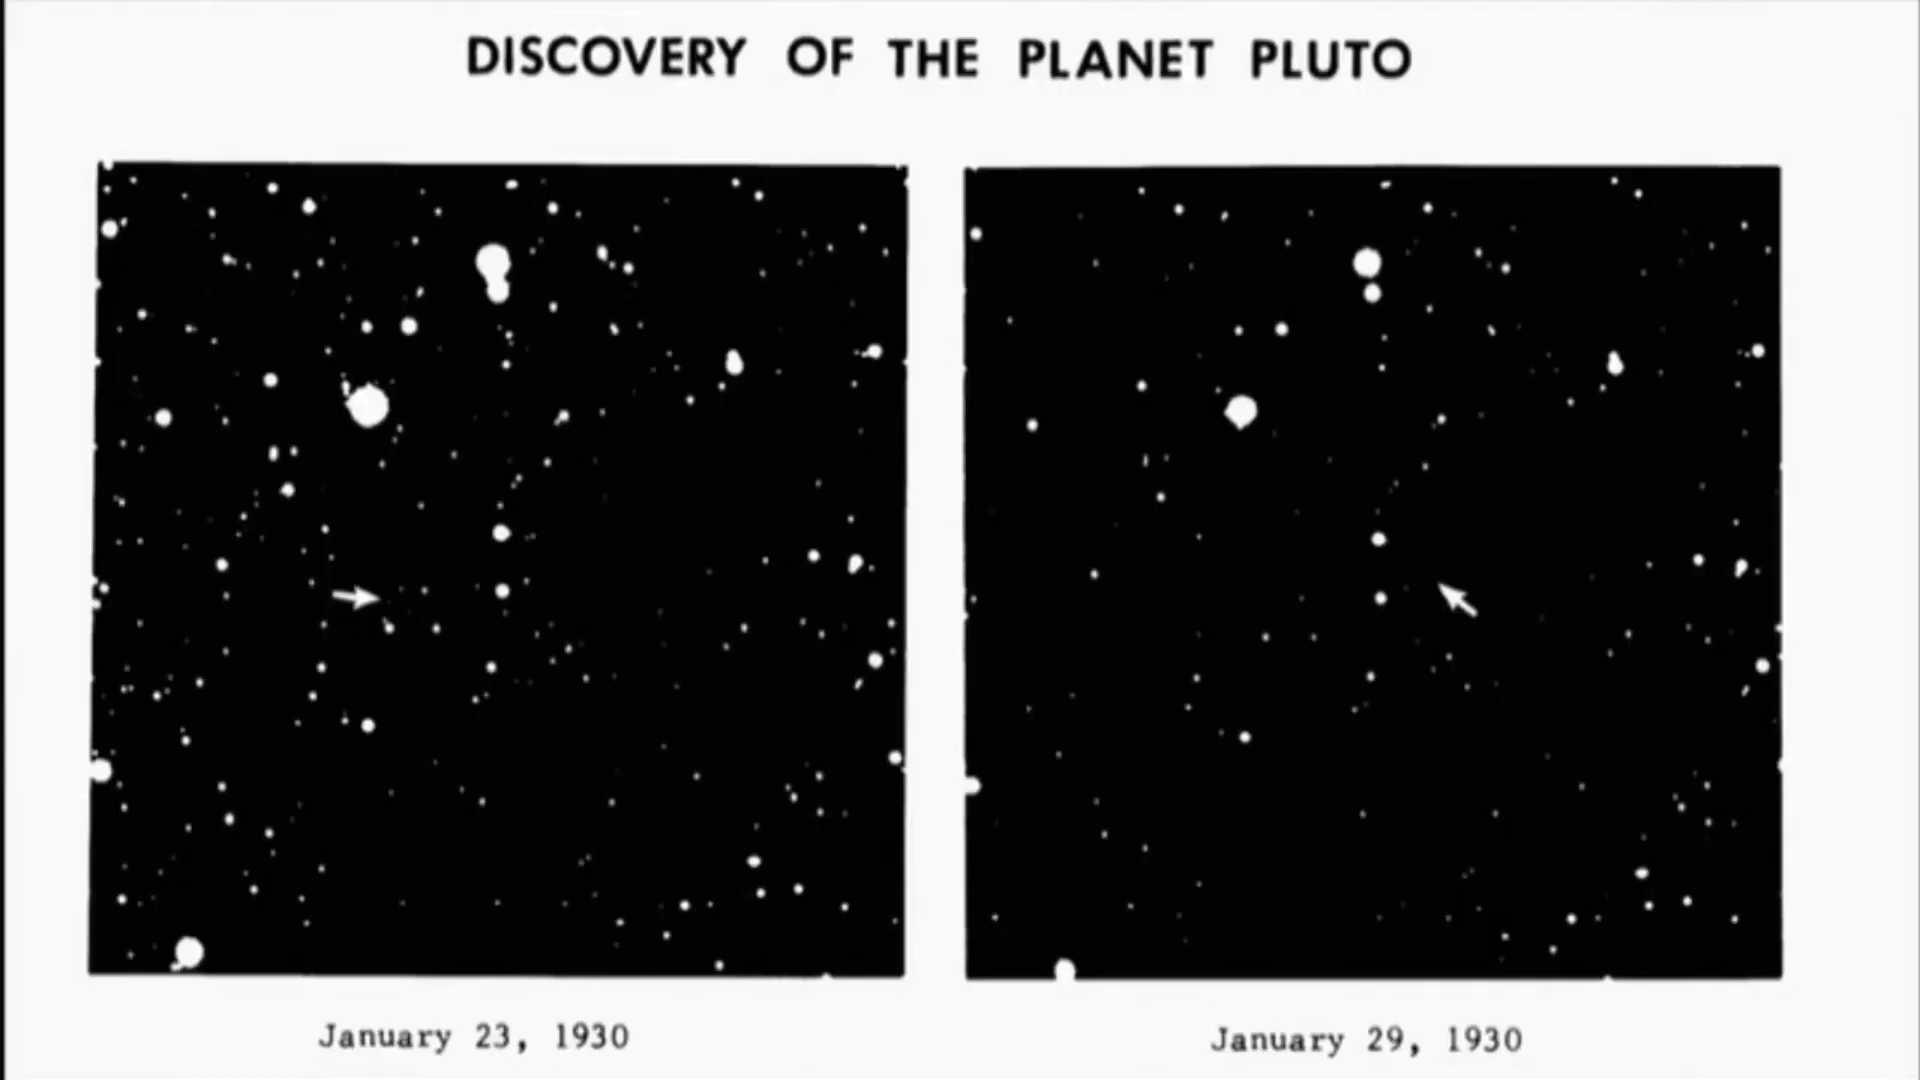 DISCOVERY OF THE PLANET PLUTO
January 23, 1930
January 29, 1930